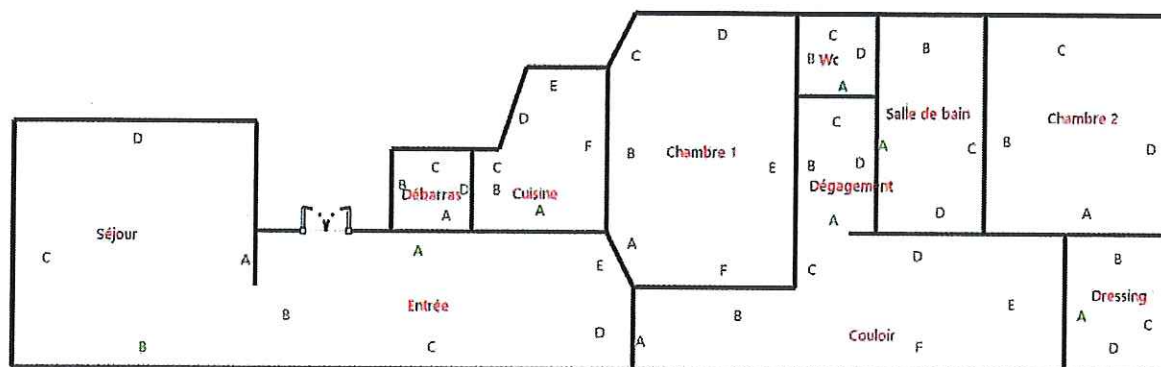 D
C
A
B
Séjour
B
A
C
D
E
Entrée
C
B
D
A
Débarras
E
D
F
C
B
A
Cuisine
D
C
B
E
A
F
Chambre 1
C
B
D
A
Wc
C
B
D
A
Dégagement
B
A
C
D
Salle de bain
C
B
D
A
Chambre 2
C
D
E
A
B
F
Couloir
B
A
C
D
Dressing